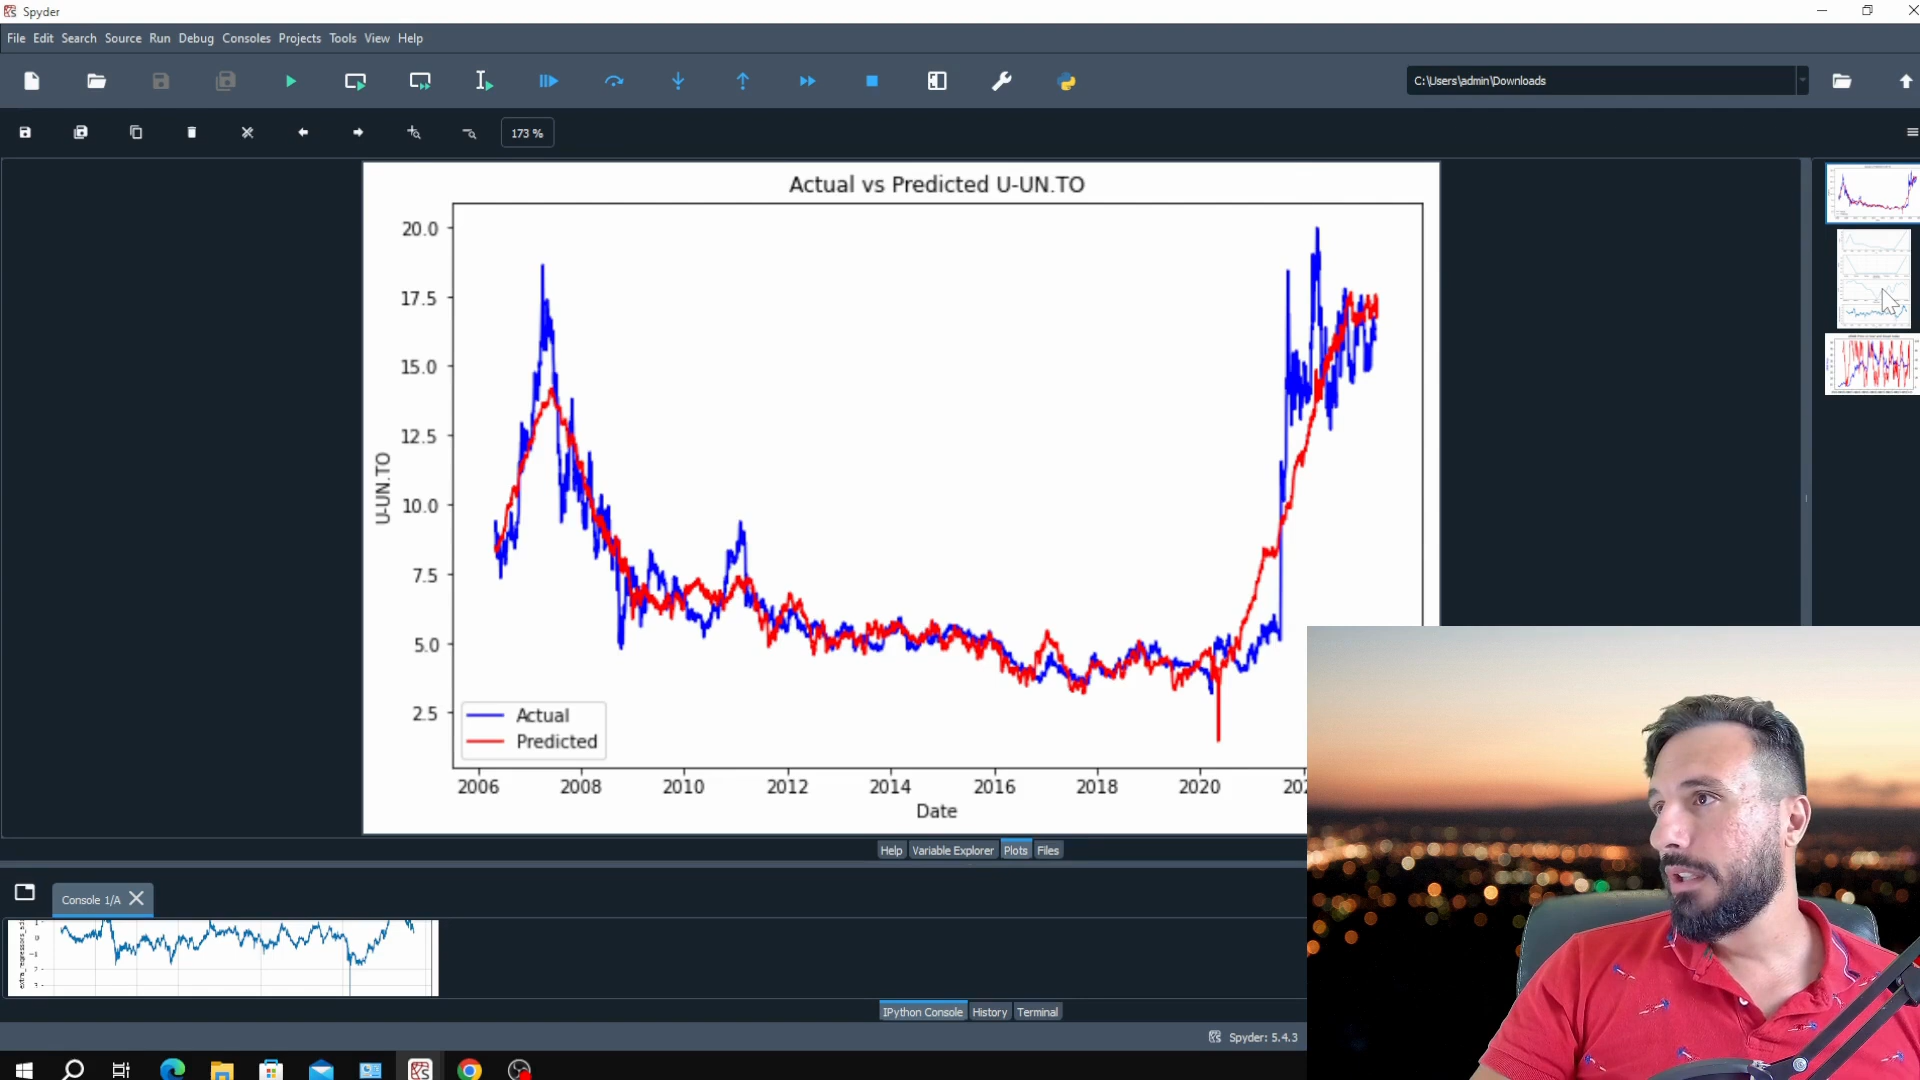 Spyder
File Edit Search Source Run Debug Consoles Projects Tools View Help
C:\Users\admin\Downloads
173 %
Actual vs Predicted U-UN.TO
20.0
17.5
15.0
12.5
10.0
7.5
5.0
2.5
U-UN.TO
Actual
Predicted
2006 2008 2010 2012 2014 2016 2018 2020
Date
Help Variable Explorer Plots Files
Console 1/A
IPython Console History Terminal
Spyder: 5.4.3